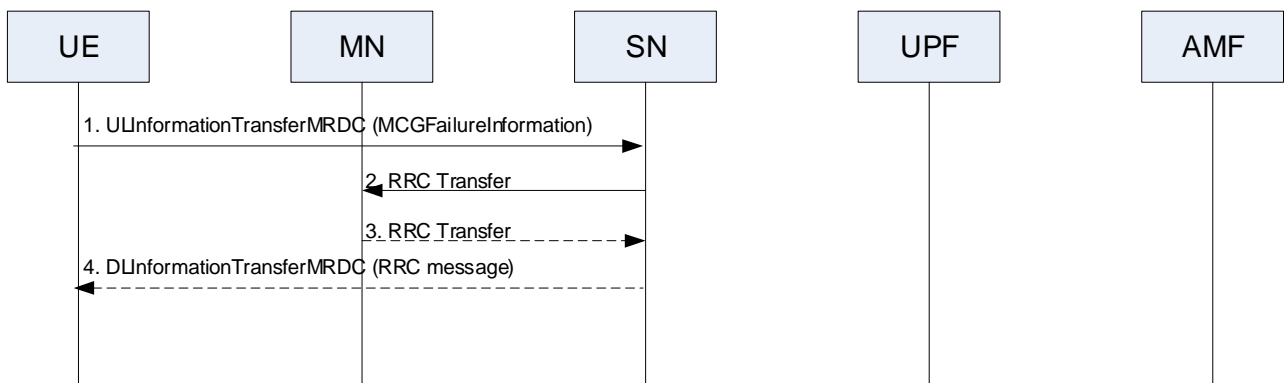 UE
MN
SN
UPF
AMF
1. ULInformationTransferMRDC (MCGFailureInformation)
2. RRC Transfer
3. RRC Transfer
4. DLInformationTransferMRDC (RRC message)